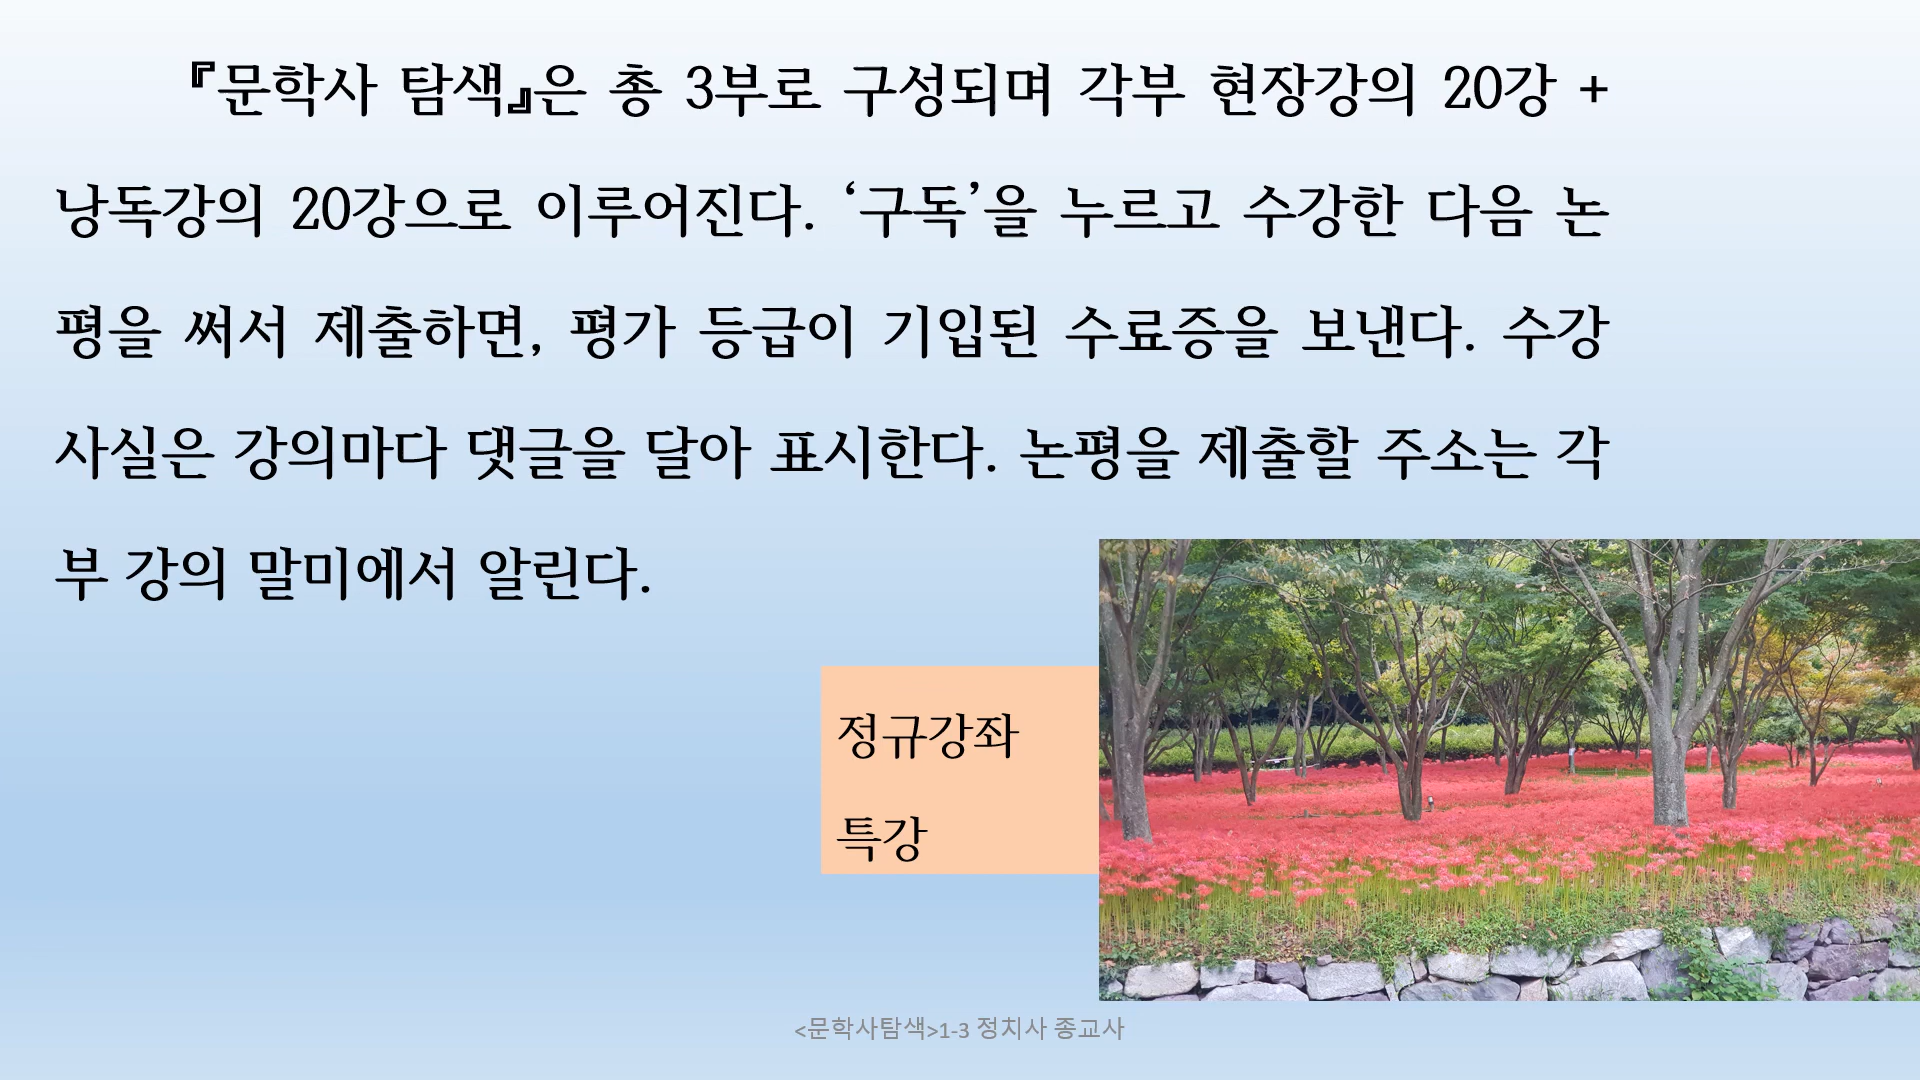 『문학사 탐색』은 총 3부로 구성되며 각부 현장강의 20강 +
낭독강의 20강으로 이루어진다. ‘구독’을 누르고 수강한 다음 논
평을 써서 제출하면, 평가 등급이 기입된 수료증을 보낸다. 수강
사실은 강의마다 댓글을 달아 표시한다. 논평을 제출할 주소는 각
부 강의 말미에서 알린다.
정규강좌
특강
<문학사탐색>1-3 정치사 종교사